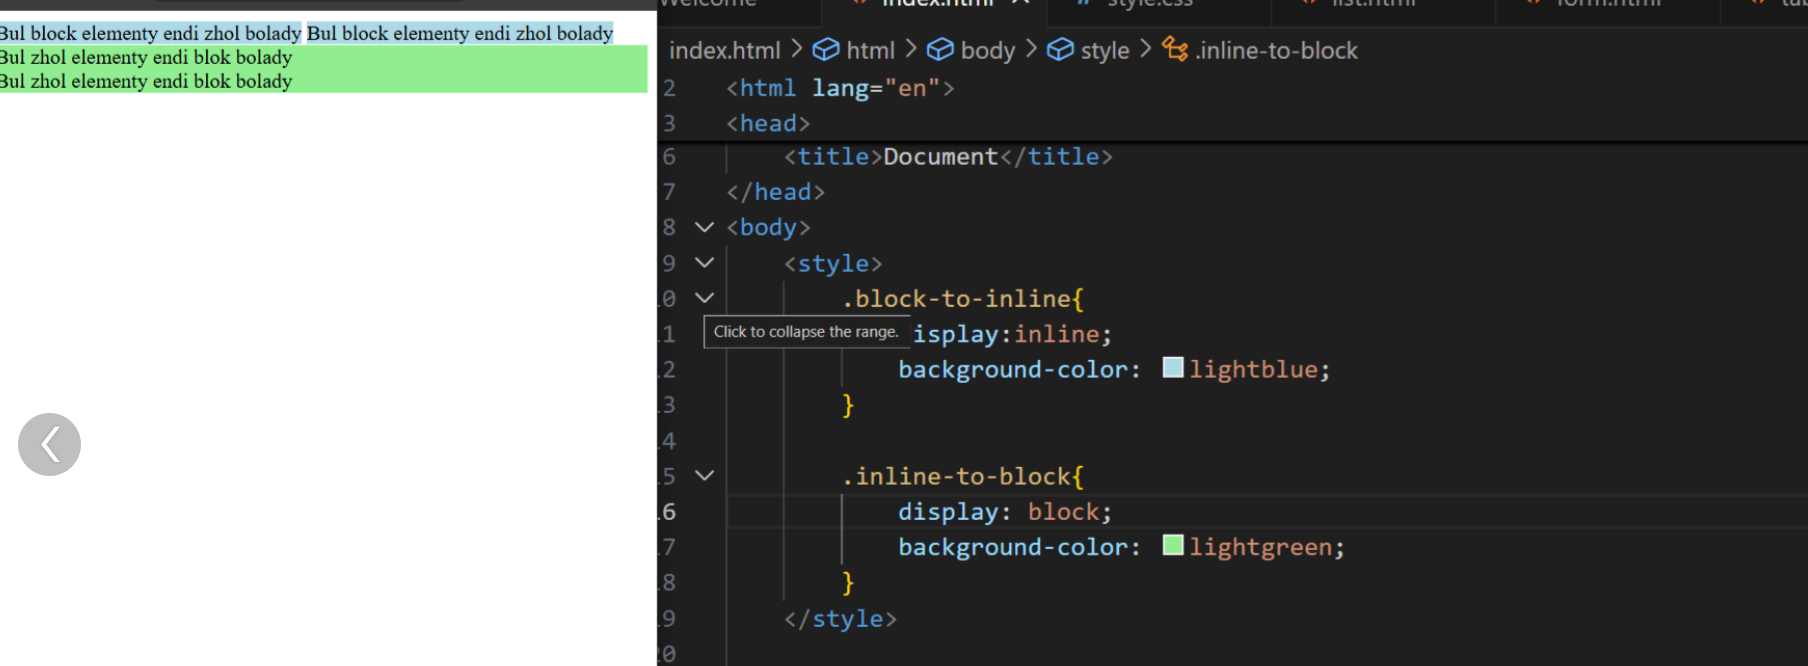 Bul block elementy endi zhol bolady Bul block elementy endi zhol bolady
Bul zhol elementy endi blok bolady
Bul zhol elementy endi blok bolady
Welcome index.html style.css list.html form.html
index.html > html > body > style > .inline-to-block
2 <html lang="en">
3 <head>
6 <title>Document</title>
7 </head>
8 <body>
9 <style>
0 .block-to-inline{
Click to collapse the range.
1 isplay:inline;
2 background-color: lightblue;
3 }
4
5 .inline-to-block{
6 display: block;
7 background-color: lightgreen;
8 }
9 </style>
0